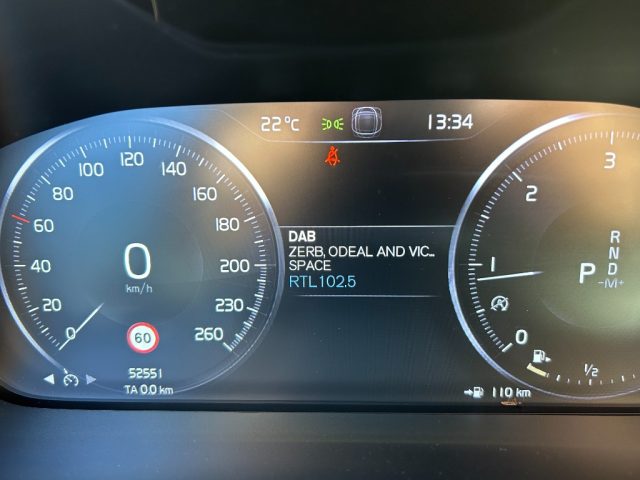 22°C 13:34
0 20 40 60 80 100 120 140 160 180 200 230 260
0
km/h
60
52551
TA 0.0 km
DAB
ZERB, ODEAL AND VIC...
SPACE
RTL102.5
0 1 2 3
P
R
N
D
-M+
1/2
110 km